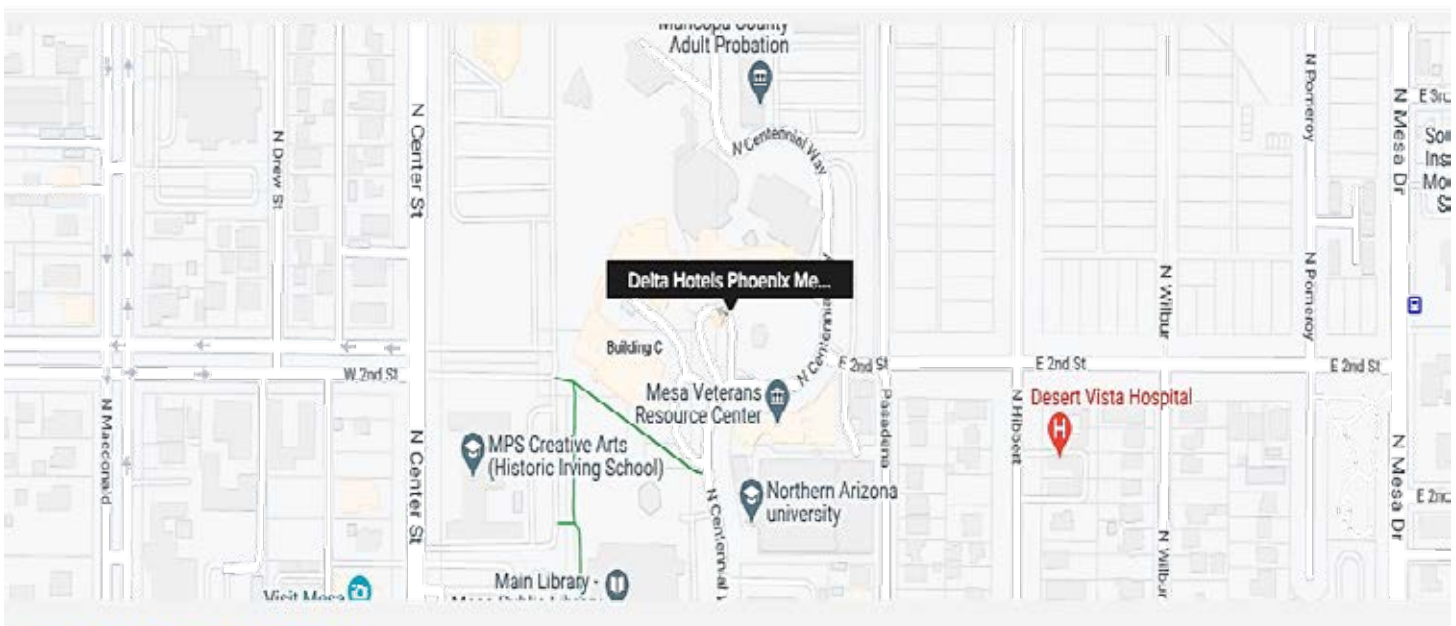 Maricopa County
Adult Probation
N Centennial Way
N Pomeroy
N Mesa Dr
N Center St
N Drew St
Delta Hotels Phoenix Me...
N Wilbur
N Pomeroy
Building C
W 2nd St
E 2nd St
E 2nd St
E 2nd St
Mesa Veterans
Resource Center
Desert Vista Hospital
H
N Macdonald
N Center St
MPS Creative Arts
(Historic Irving School)
Pasadena
N Hibbert
N Mesa Dr
Northern Arizona
university
N Centennial
N Wilbur
Main Library -
Visit Mesa